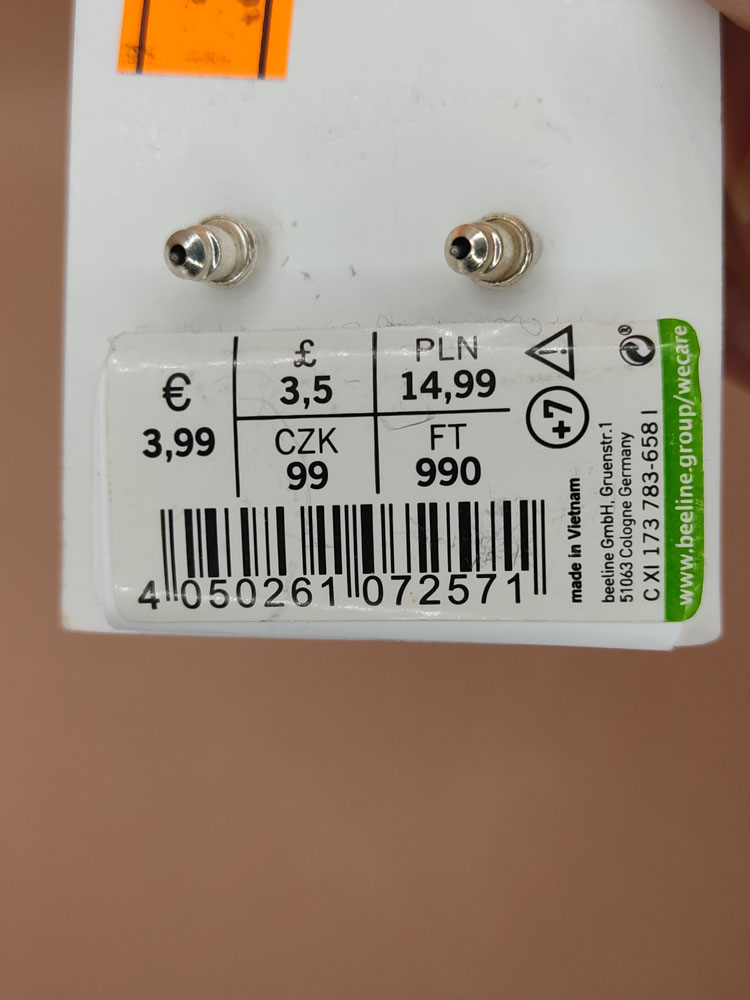 €
3,99
£
3,5
PLN
14,99
CZK
99
FT
990
+7
4 050261 072571
made in Vietnam
beeline GmbH, Gruenstr.1
51063 Cologne Germany
C XI 173 783-658 I
www.beeline.group/wecare